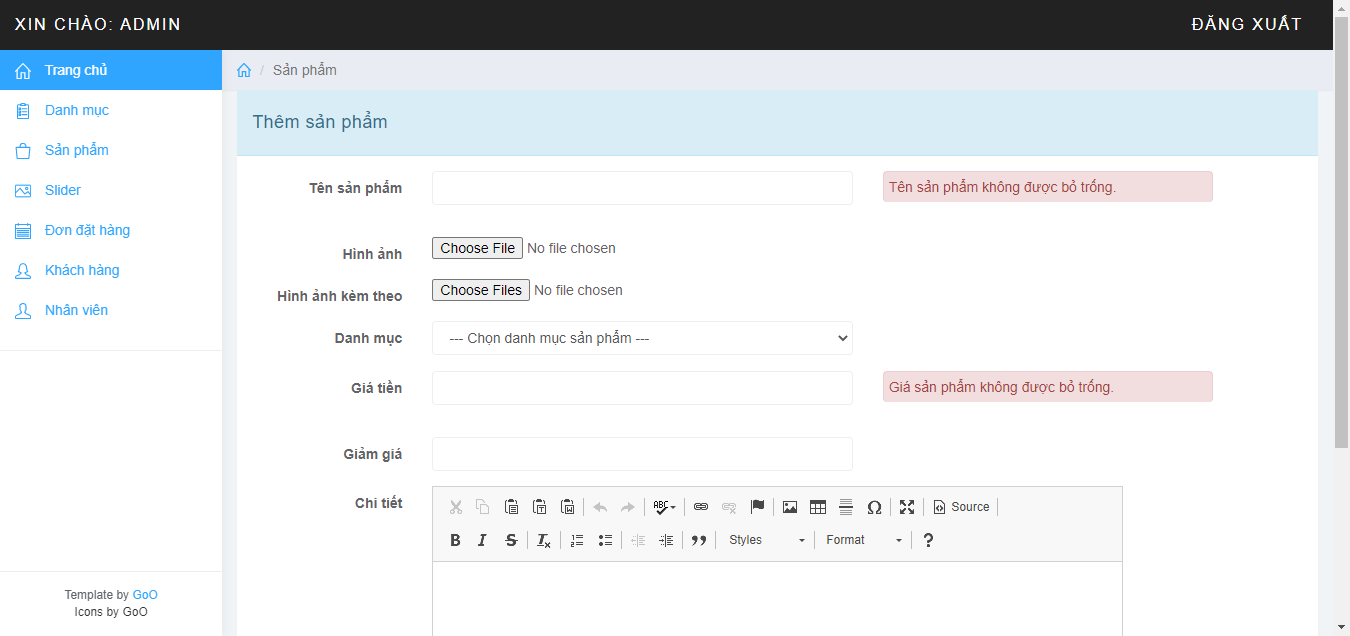 XIN CHÀO: ADMIN
ĐĂNG XUẤT
Trang chủ
Danh mục
Sản phẩm
Slider
Đơn đặt hàng
Khách hàng
Nhân viên
Template by GoO
Icons by GoO
/ Sản phẩm
Thêm sản phẩm
Tên sản phẩm
Tên sản phẩm không được bỏ trống.
Hình ảnh
Choose File No file chosen
Hình ảnh kèm theo
Choose Files No file chosen
Danh mục
--- Chọn danh mục sản phẩm ---
Giá tiền
Giá sản phẩm không được bỏ trống.
Giảm giá
Chi tiết
ABC Ω Source
B I S Tx Styles Format ?